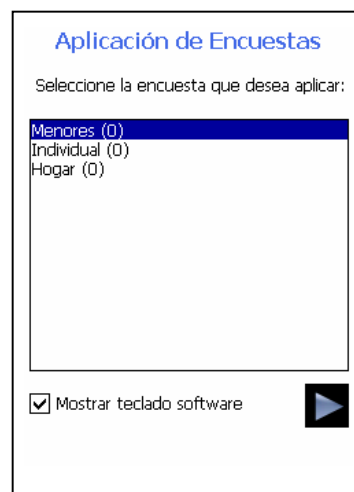 Aplicación de Encuestas
Seleccione la encuesta que desea aplicar:
Menores (0)
Individual (0)
Hogar (0)
Mostrar teclado software